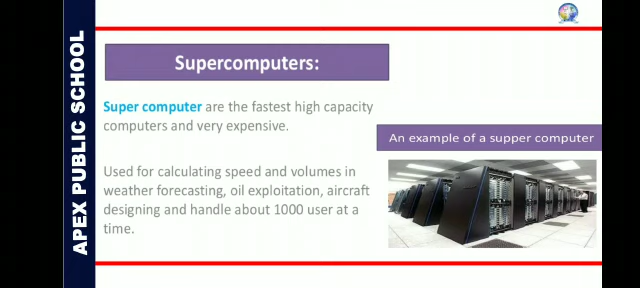 APEX PUBLIC SCHOOL
Supercomputers:
Super computer are the fastest high capacity
computers and very expensive.
An example of a supper computer
Used for calculating speed and volumes in
weather forecasting, oil exploitation, aircraft
designing and handle about 1000 user at a
time.